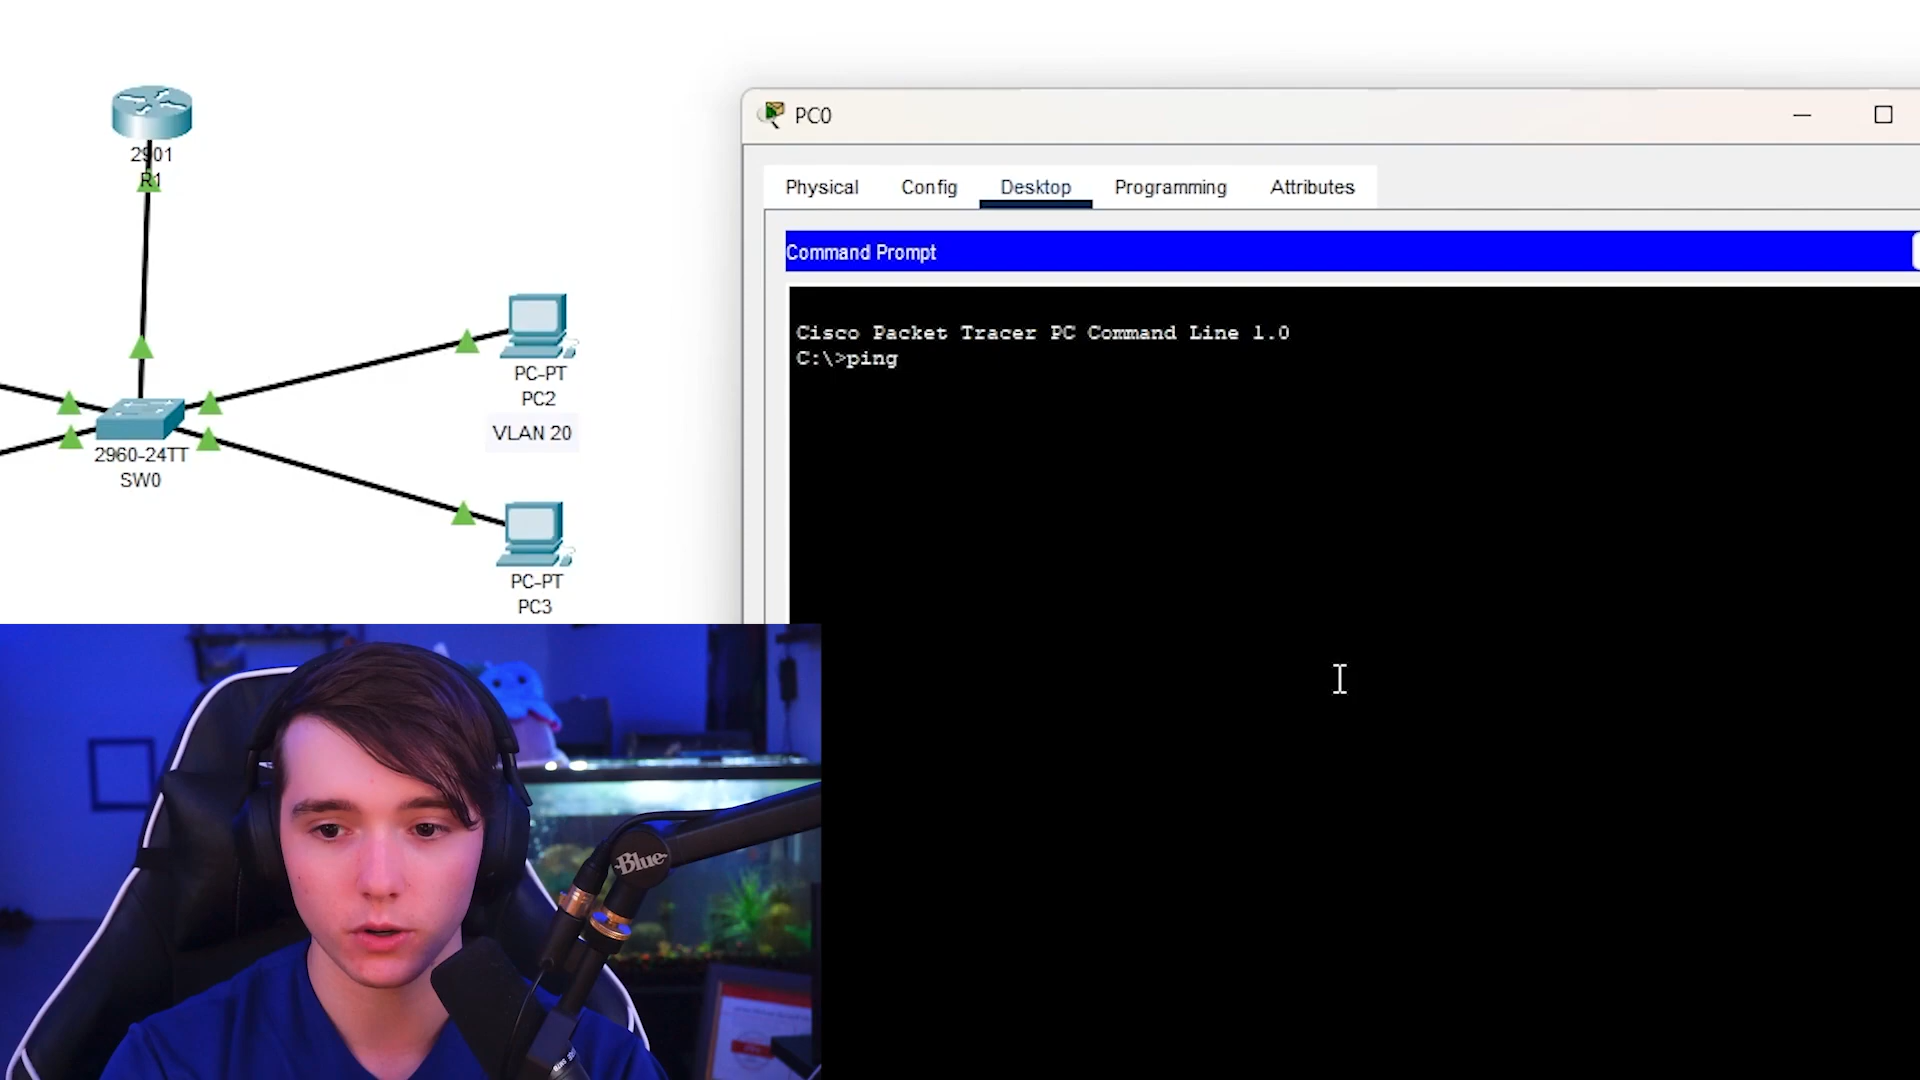 2901
R1
PC-PT
PC2
VLAN 20
2960-24TT
SW0
PC-PT
PC3
PC0
Physical
Config
Desktop
Programming
Attributes
Command Prompt
Cisco Packet Tracer PC Command Line 1.0
C:\>ping
Blue